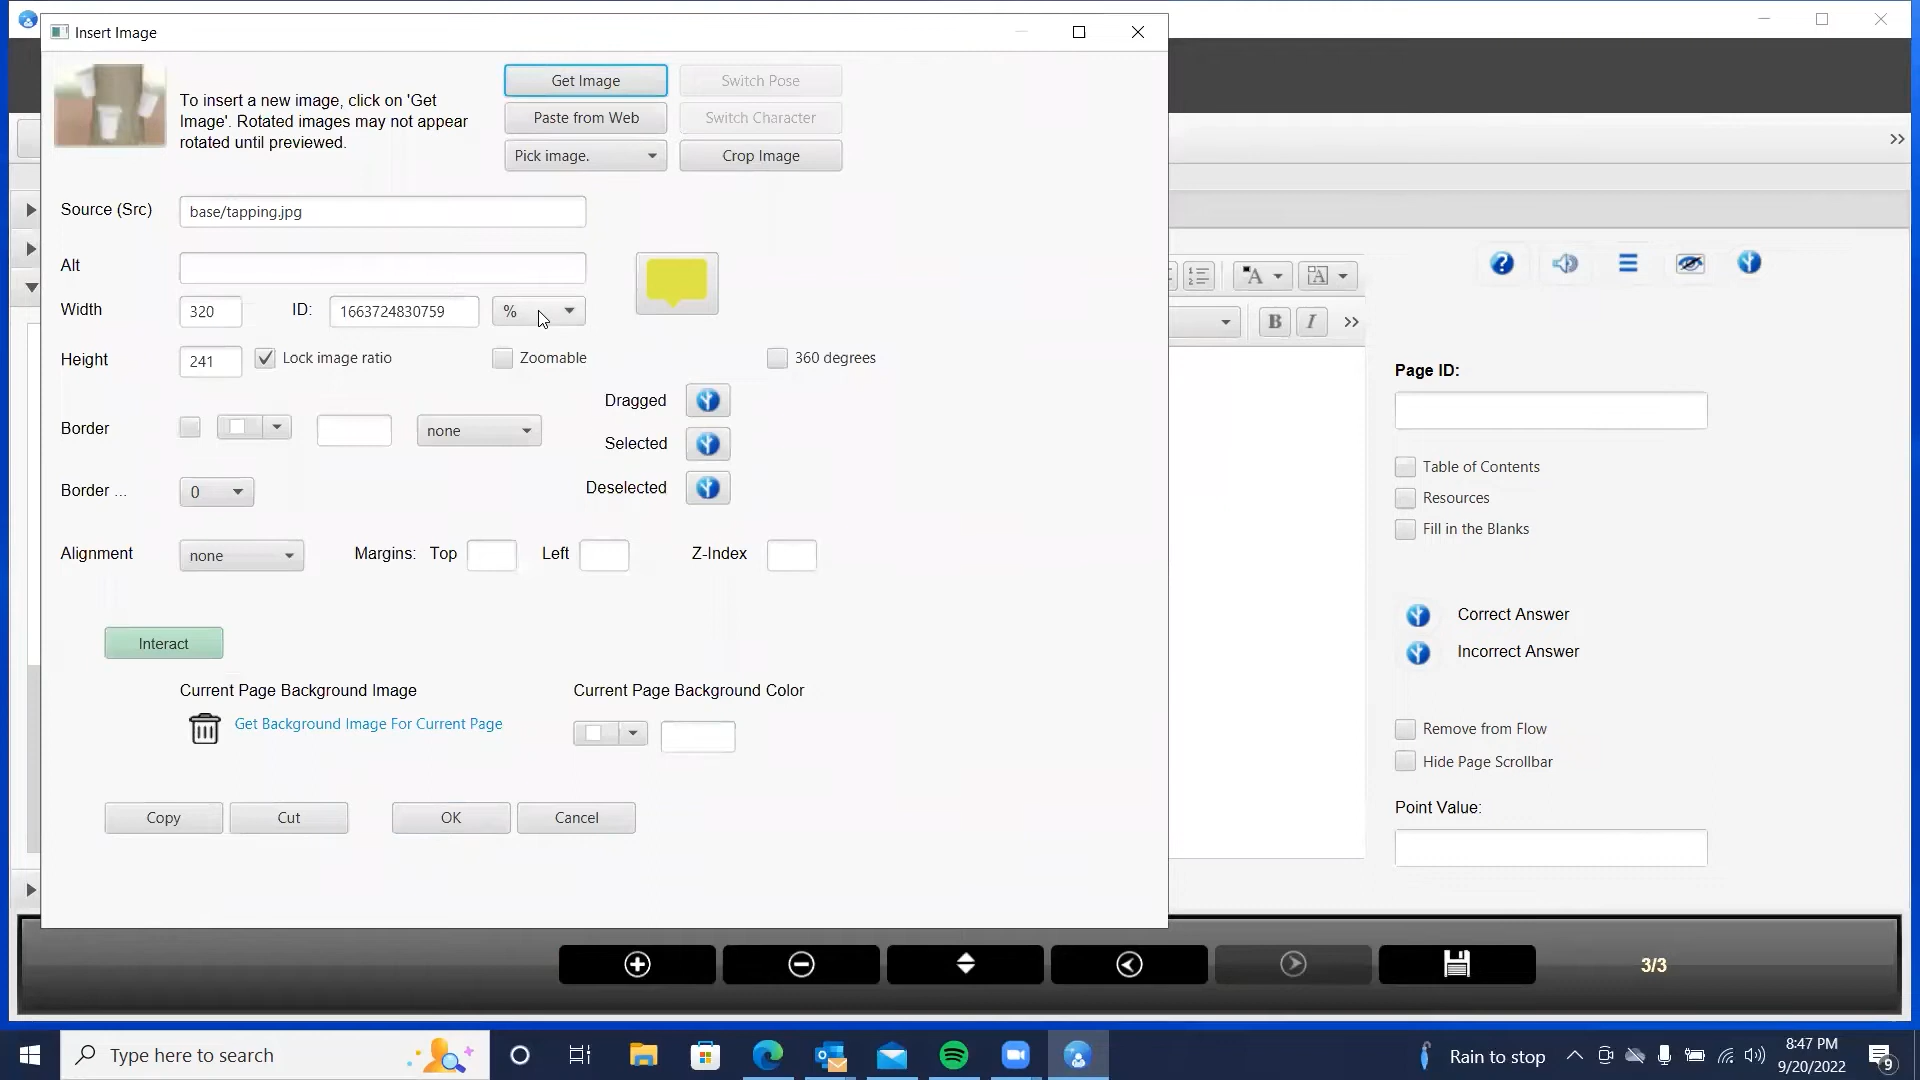 Insert Image
To insert a new image, click on 'Get
Image'. Rotated images may not appear
rotated until previewed.
Get Image
Switch Pose
Paste from Web
Switch Character
Pick image.
Crop Image
Source (Src)
base/tapping.jpg
Alt
Width
320
ID:
1663724830759
%
Height
241
Lock image ratio
Zoomable
360 degrees
Dragged
Border
none
Selected
Border ...
0
Deselected
Alignment
none
Margins:
Top
Left
Z-Index
Interact
Current Page Background Image
Current Page Background Color
Get Background Image For Current Page
Copy
Cut
OK
Cancel
A
A
B
I
Page ID:
Table of Contents
Resources
Fill in the Blanks
Correct Answer
Incorrect Answer
Remove from Flow
Hide Page Scrollbar
Point Value:
3/3
Type here to search
Rain to stop
8:47 PM
9/20/2022
9